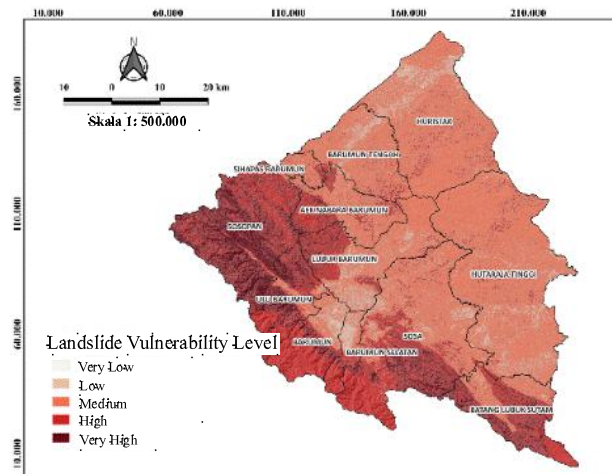 10.000 60.000 110.000 160.000 210.000
N
10 0 10 20 km
Skala 1: 500.000
160.000
110.000
60.000
10.000
HURISTAK
BARUMUN TENGAH
SIHAPAS BARUMUN
AEK NABARA BARUMUN
SOSOPAN
LUBUK BARUMUN
HUTARAJA TINGGI
ULU BARUMUN
SOSA
BARUMUN
BARUMUN SELATAN
BATANG LUBUK SUTAM
Landslide Vulnerability Level
Very Low
Low
Medium
High
Very High